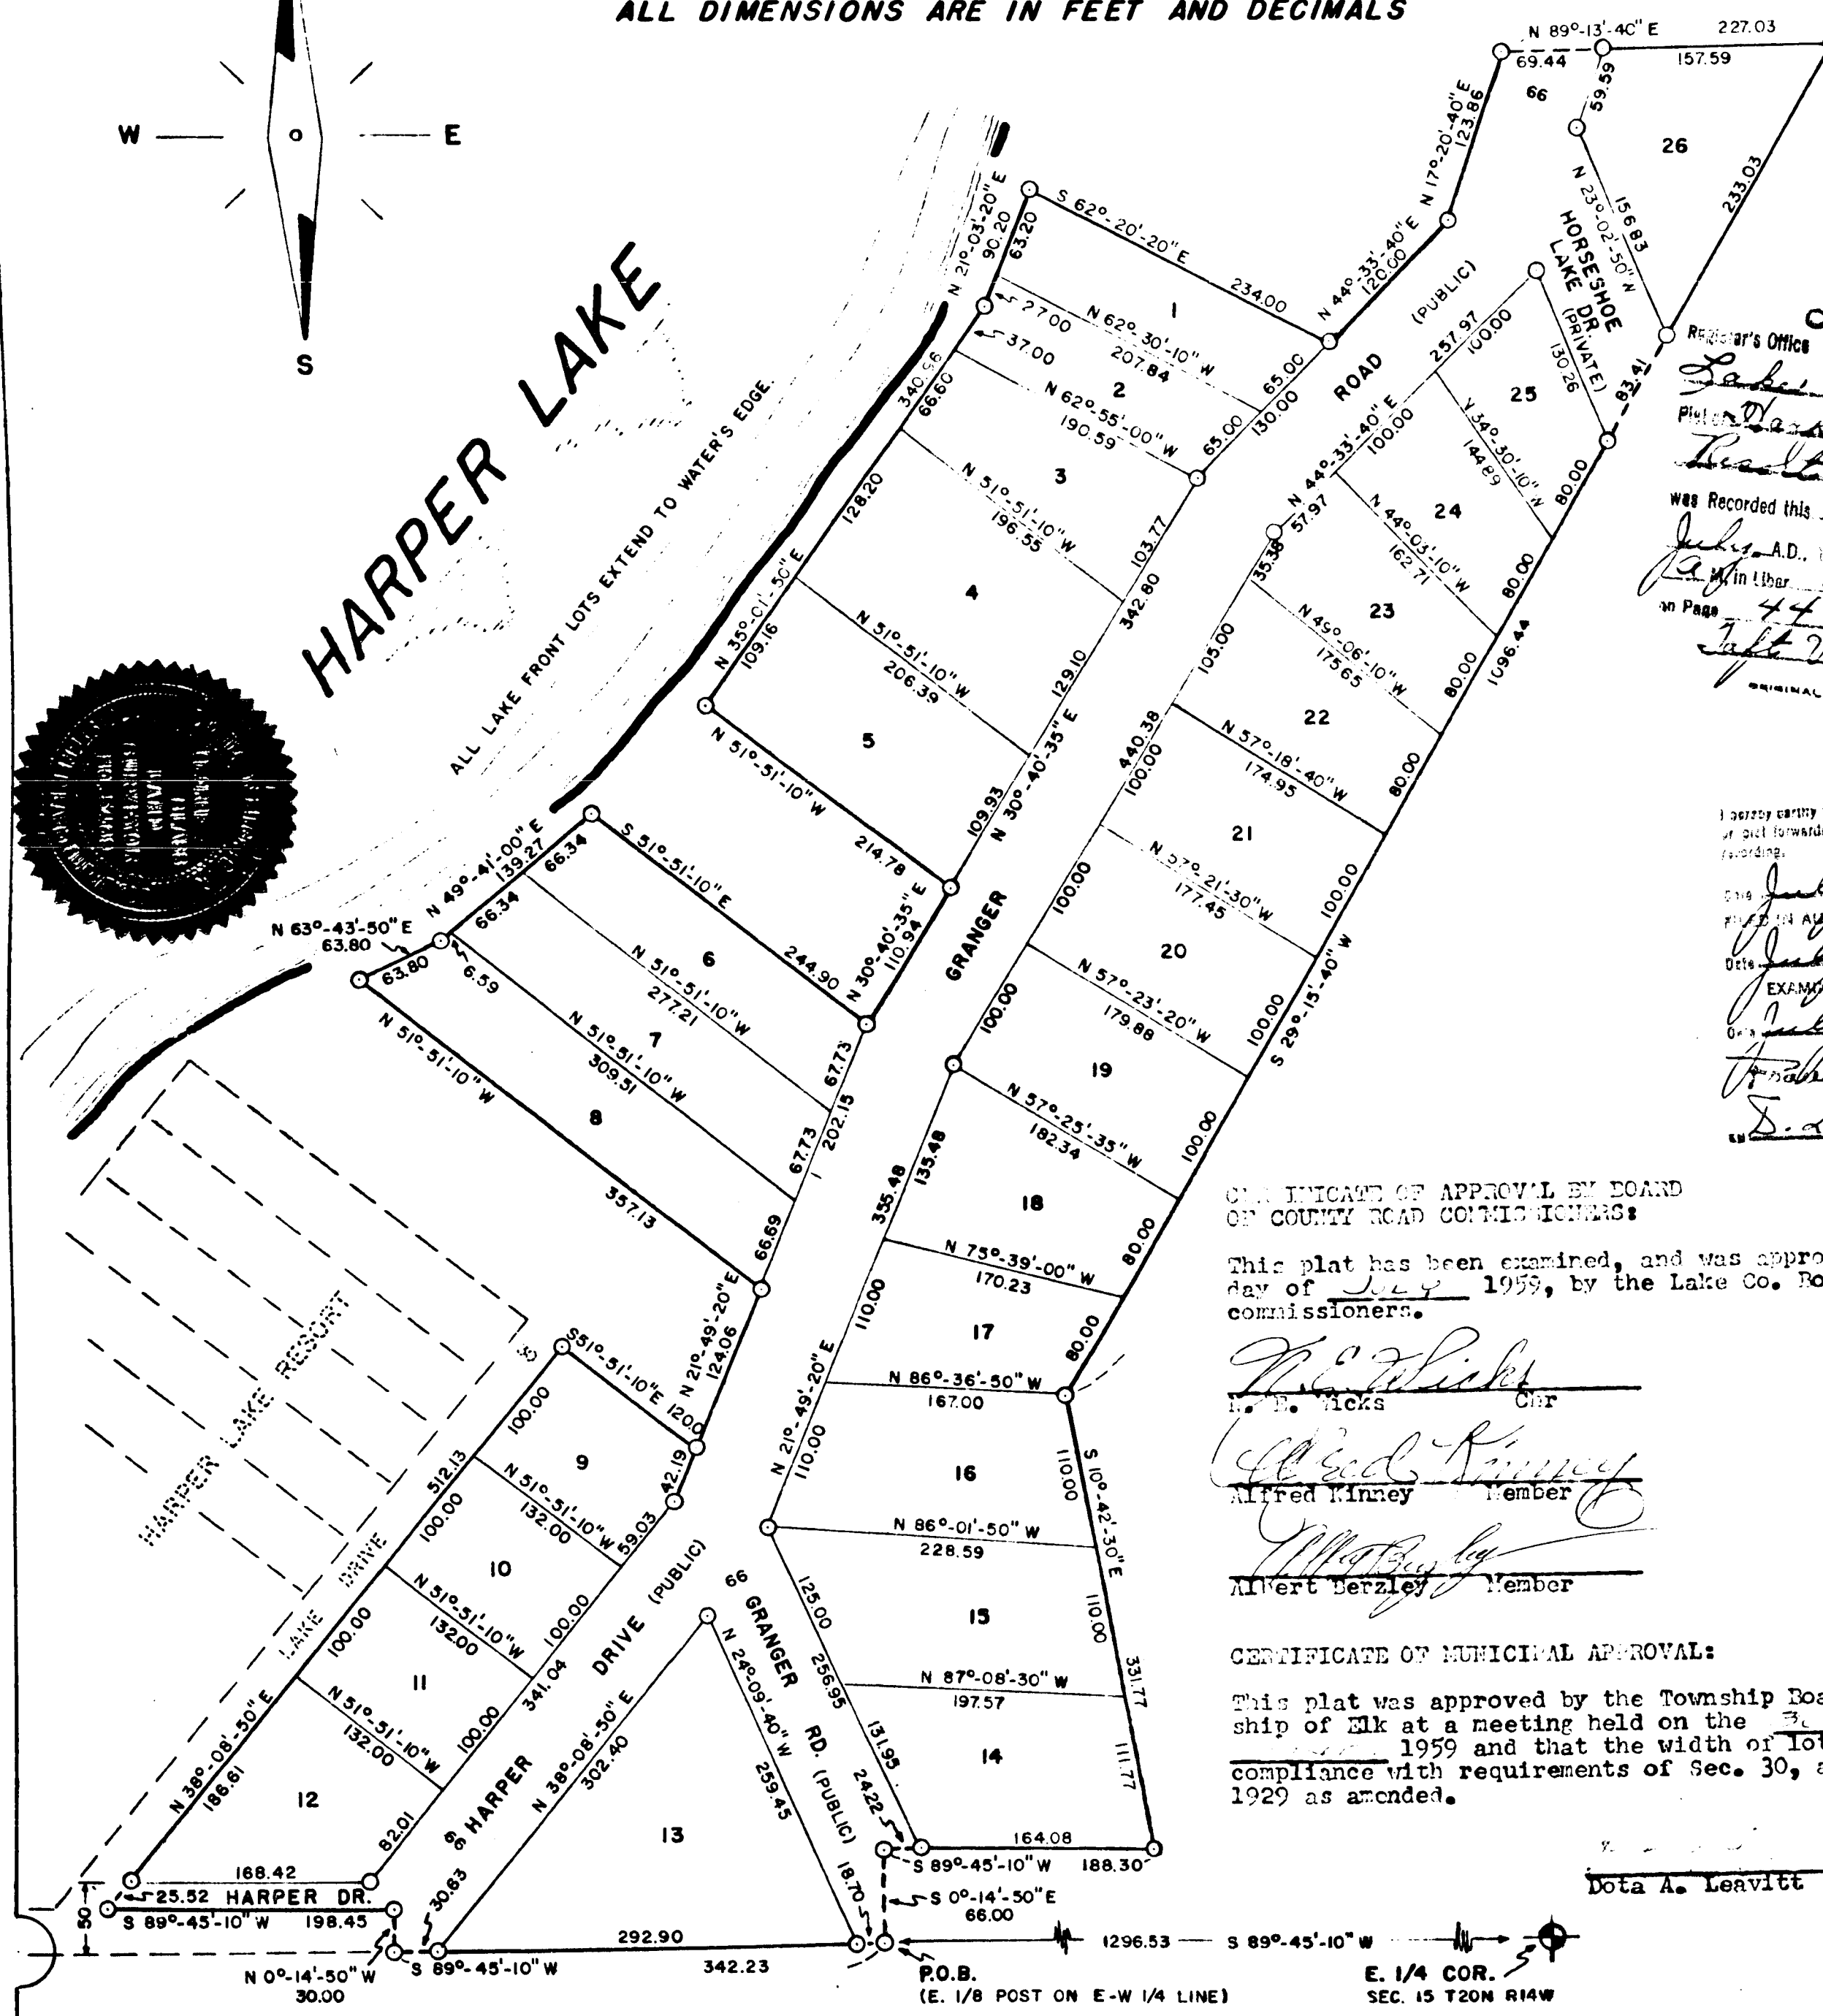 ALL DIMENSIONS ARE IN FEET AND DECIMALS
W
E
S
HARPER LAKE
ALL LAKE FRONT LOTS EXTEND TO WATER'S EDGE.
N 89°-13'-40" E
227.03
69.44
157.59
66
59.59
26
N 17°-20'-40" E
123.86
N 23°-02'-50" W
156.83
233.03
HORSESHOE
LAKE DR.
(PRIVATE)
N 21°-03'-20" E
90.20
63.20
S 62°-20'-20" E
234.00
N 44°-33'-40" E
120.00
(PUBLIC)
1
27.00
37.00
N 62°-30'-10" W
207.84
65.00
ROAD
257.97
100.00
130.26
83.41
340.96
66.60
2
N 62°-55'-00" W
190.59
65.00
130.00
25
N 34°-30'-10" W
144.89
80.00
3
N 44°-33'-40" E
100.00
57.97
128.20
N 51°-51'-10" W
196.55
103.77
342.80
24
N 44°-03'-10" W
162.71
80.00
35.38
4
N 35°-01'-50" E
109.16
N 51°-51'-10" W
206.39
129.10
23
105.00
N 49°-06'-10" W
175.65
80.00
1096.44
5
N 30°-40'-35" E
109.93
22
440.38
100.00
N 57°-18'-40" W
174.95
80.00
N 51°-51'-10" W
214.78
21
N 57°-21'-30" W
177.45
100.00
100.00
N 49°-41'-00" E
139.27
66.34
66.34
S 51°-51'-10" E
244.90
N 30°-40'-35" E
110.94
GRANGER
20
N 57°-23'-20" W
179.88
100.00
S 29°-15'-40" W
N 63°-43'-50" E
63.80
63.80
6.59
6
N 51°-51'-10" W
277.21
100.00
19
N 57°-25'-35" W
182.34
100.00
7
N 51°-51'-10" W
309.51
67.73
202.15
67.73
8
N 51°-51'-10" W
357.13
66.69
135.48
355.48
18
N 75°-39'-00" W
170.23
80.00
110.00
17
N 86°-36'-50" W
167.00
80.00
N 21°-49'-20" E
124.06
S 51°-51'-10" E 120.0
N 21°-49'-20" E
110.00
16
N 86°-01'-50" W
228.59
S 10°-42'-30" E
110.00
HARPER LAKE RESORT
LAKE DRIVE
100.00
512.13
9
N 51°-51'-10" W
132.00
42.19
59.03
100.00
10
N 51°-51'-10" W
132.00
100.00
100.00
11
N 51°-51'-10" W
132.00
341.04
100.00
N 38°-08'-50" E
186.61
12
82.01
66 HARPER DRIVE (PUBLIC)
N 38°-08'-50" E
302.40
66 GRANGER RD. (PUBLIC)
N 24°-09'-40" W
259.45
125.00
256.95
131.95
15
110.00
331.77
N 87°-08'-30" W
197.57
14
111.77
24.22
164.08
S 89°-45'-10" W
188.30
13
18.70
S 0°-14'-50" E
66.00
168.42
25.52
HARPER DR.
50
S 89°-45'-10" W
198.45
30.63
292.90
N 0°-14'-50" W
30.00
S 89°-45'-10" W
342.23
P.O.B.
(E. 1/8 POST ON E-W 1/4 LINE)
1296.53
S 89°-45'-10" W
E. 1/4 COR.
SEC. 15 T20N R14W
Registrar's Office
was Recorded this
July A.D.,
M. in Liber
on Page 44
ORIGINAL
I hereby certify
recording.
Date
Date
CERTIFICATE OF APPROVAL BY BOARD
OF COUNTY ROAD COMMISSIONERS:
This plat has been examined, and was appro
day of July 1959, by the Lake Co. Bo
commissioners.
N. E. Wicks
N. E. Wicks Chr
Alfred Kinney
Alfred Kinney Member
Albert Berzley Member
CERTIFICATE OF MUNICIPAL APPROVAL:
This plat was approved by the Township Boa
ship of Elk at a meeting held on the
1959 and that the width of lot
compliance with requirements of Sec. 30, a
1929 as amended.
Dota A. Leavitt